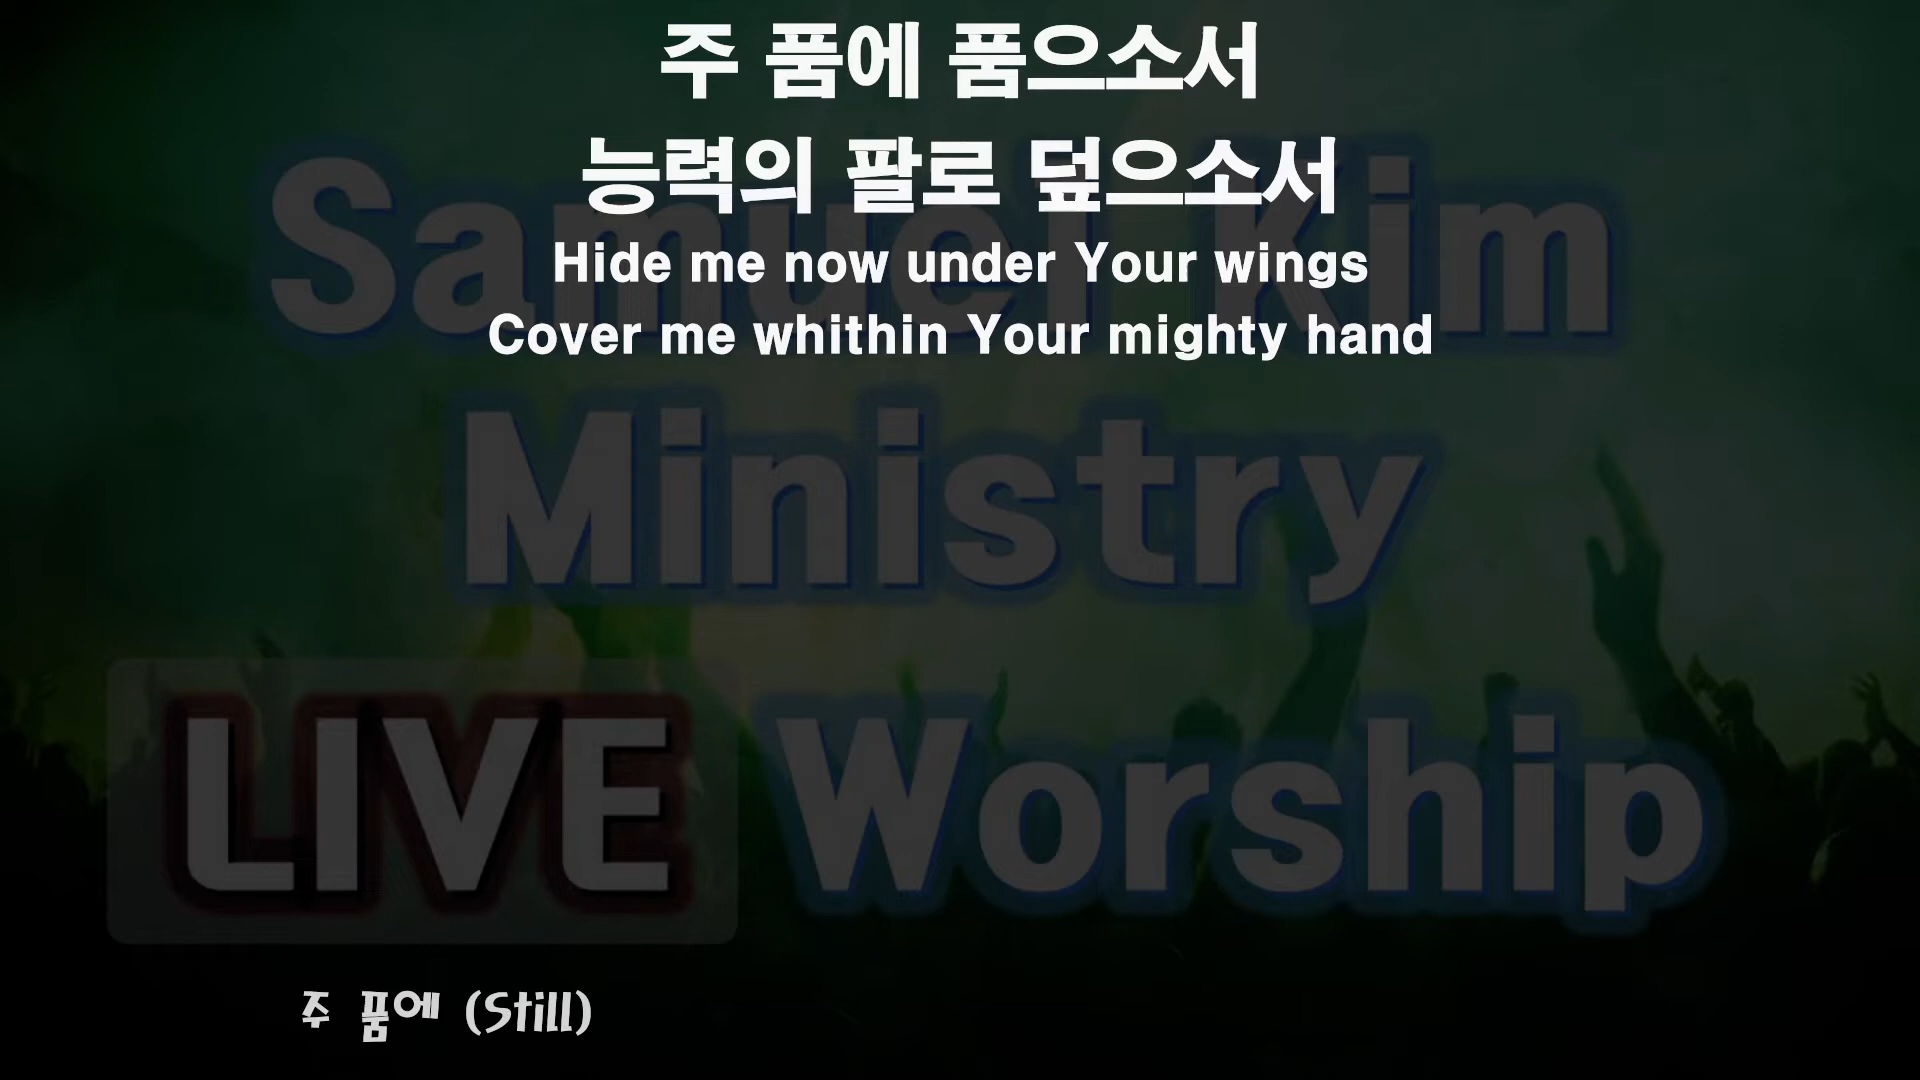 주 품에 품으소서
능력의 팔로 덮으소서
Hide me now under Your wings
Cover me whithin Your mighty hand
Samuel Kim
Ministry
LIVE Worship
주 품에 (Still)